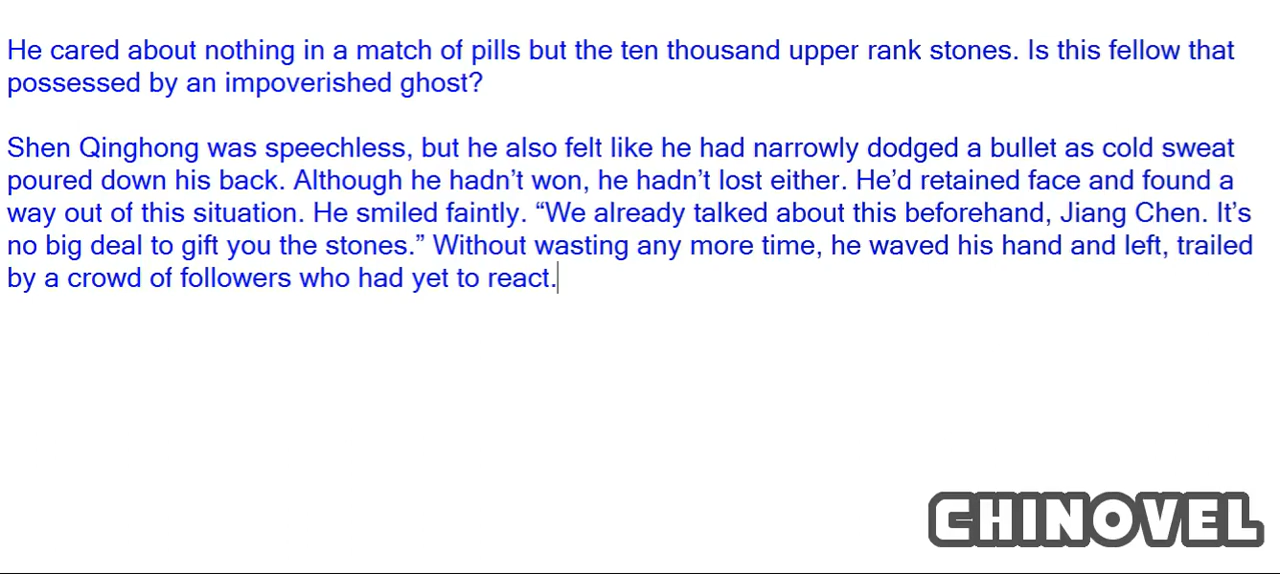 He cared about nothing in a match of pills but the ten thousand upper rank stones. Is this fellow that
possessed by an impoverished ghost?
Shen Qinghong was speechless, but he also felt like he had narrowly dodged a bullet as cold sweat
poured down his back. Although he hadn’t won, he hadn’t lost either. He’d retained face and found a
way out of this situation. He smiled faintly. “We already talked about this beforehand, Jiang Chen. It’s
no big deal to gift you the stones.” Without wasting any more time, he waved his hand and left, trailed
by a crowd of followers who had yet to react.
CHINOVEL